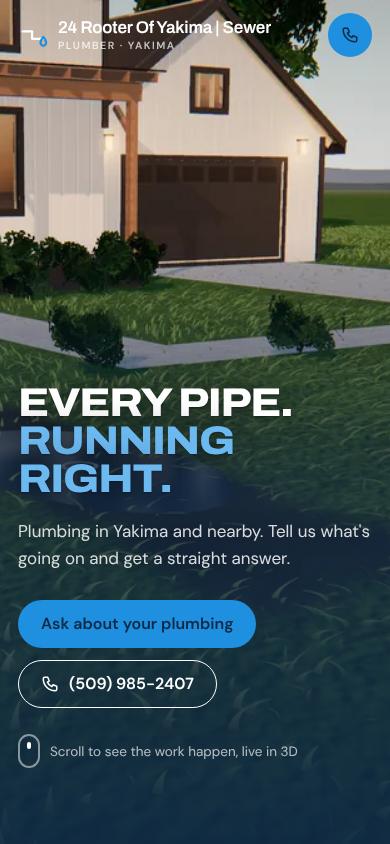 24 Rooter Of Yakima | Sewer
PLUMBER · YAKIMA
EVERY PIPE.
RUNNING
RIGHT.
Plumbing in Yakima and nearby. Tell us what's
going on and get a straight answer.
Ask about your plumbing
(509) 985-2407
Scroll to see the work happen, live in 3D